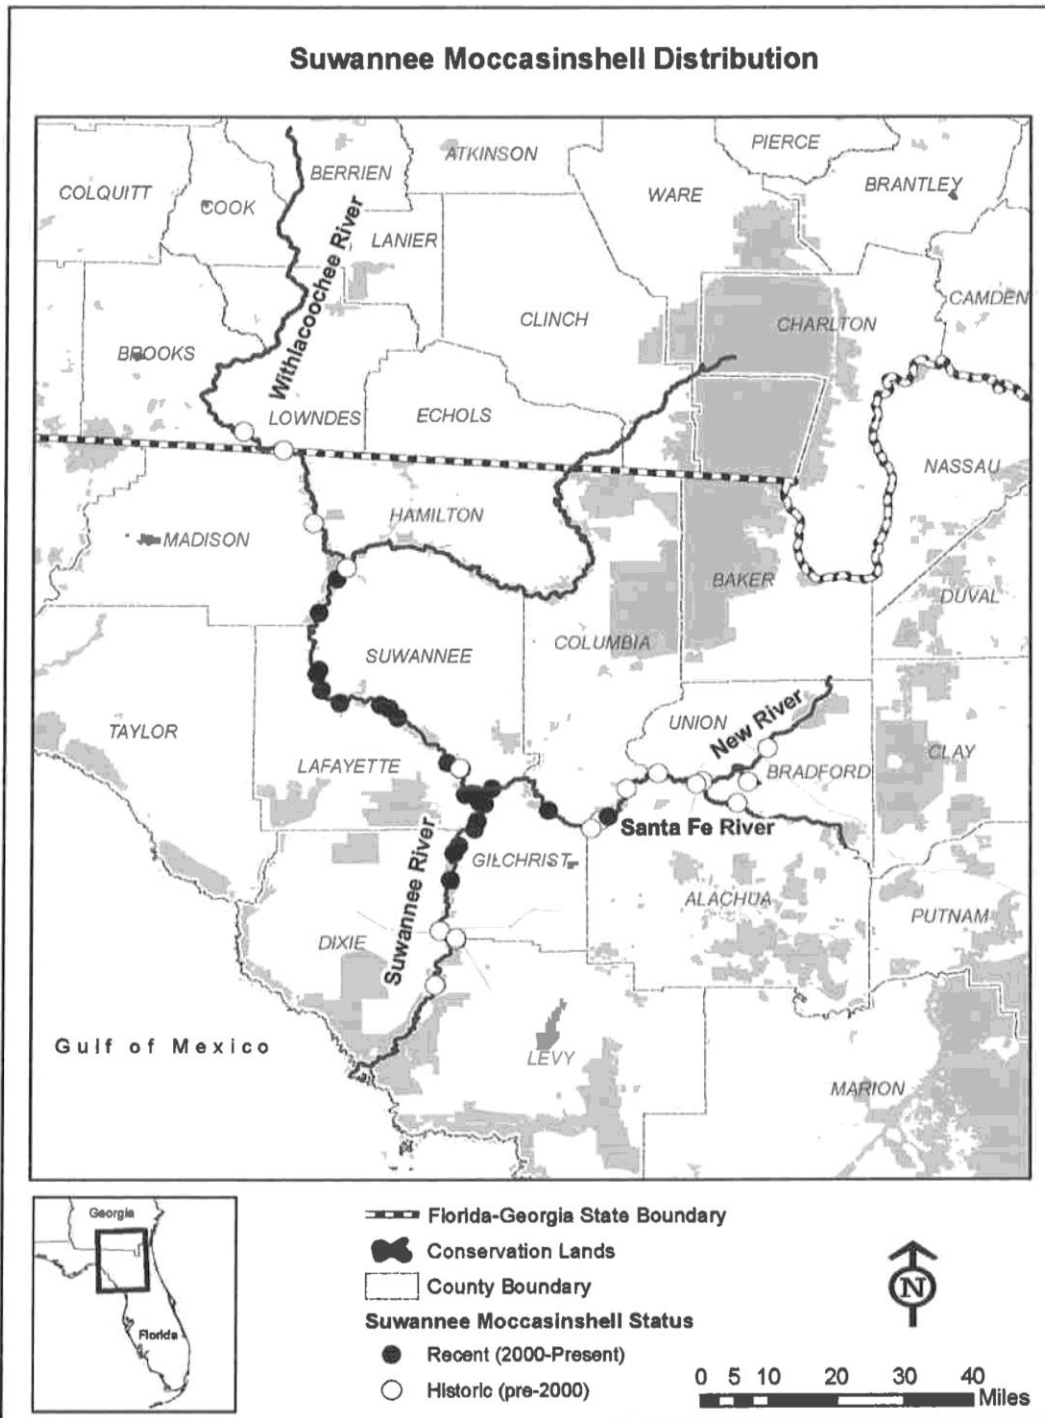 Suwannee Moccasinshell Distribution
PIERCE
ATKINSON
BERRIEN
BRANTLEY
COLQUITT
WARE
COOK
LANIER
Withlacoochee River
CAMDEN
CLINCH
CHARLTON
BROOKS
LOWNDES
ECHOLS
NASSAU
HAMILTON
MADISON
BAKER
DUVAL
COLUMBIA
SUWANNEE
UNION
New River
TAYLOR
CLAY
LAFAYETTE
BRADFORD
Santa Fe River
Suwannee River
GILCHRIST
ALACHUA
PUTNAM
DIXIE
Gulf of Mexico
LEVY
MARION
Georgia
Florida
Florida-Georgia State Boundary
Conservation Lands
County Boundary
Suwannee Moccasinshell Status
Recent (2000-Present)
Historic (pre-2000)
N
0 5 10 20 30 40
Miles